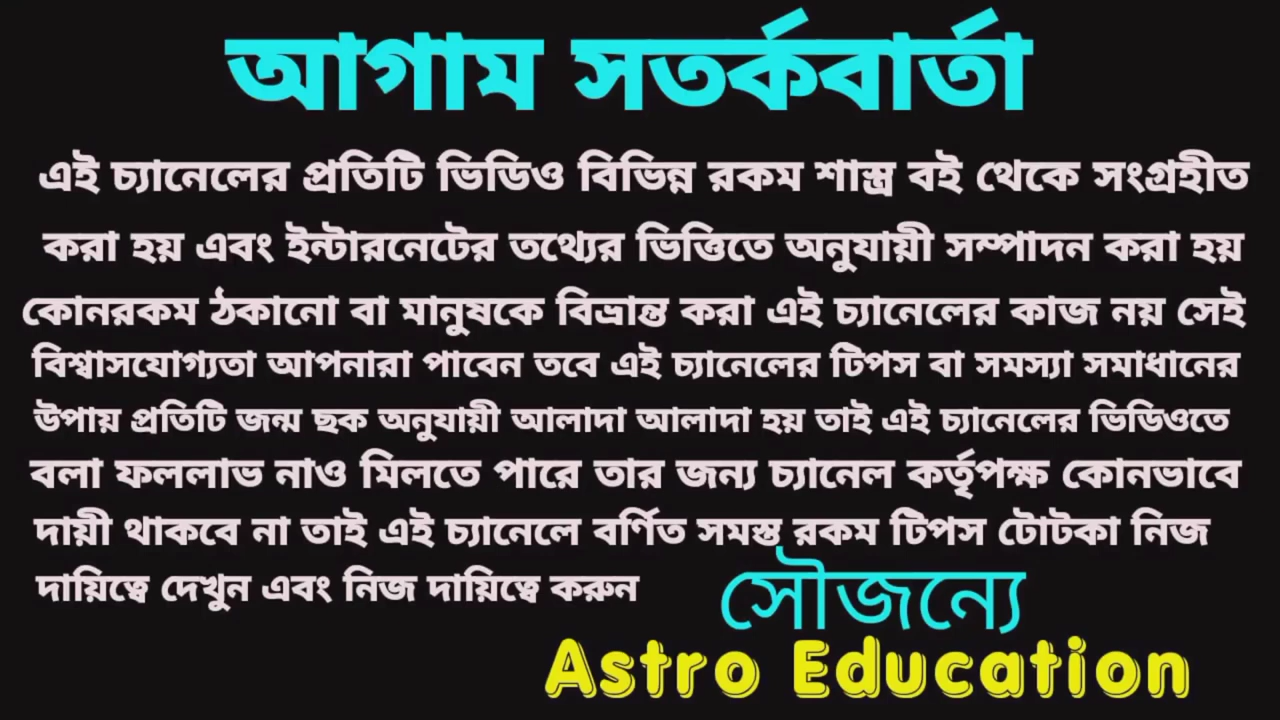 আগাম সতর্কবার্তা
এই চ্যানেলের প্রতিটি ভিডিও বিভিন্ন রকম শাস্ত্র বই থেকে সংগ্রহীত
করা হয় এবং ইন্টারনেটের তথ্যের ভিত্তিতে অনুযায়ী সম্পাদন করা হয়
কোনরকম ঠকানো বা মানুষকে বিভ্রান্ত করা এই চ্যানেলের কাজ নয় সেই
বিশ্বাসযোগ্যতা আপনারা পাবেন তবে এই চ্যানেলের টিপস বা সমস্যা সমাধানের
উপায় প্রতিটি জন্ম ছক অনুযায়ী আলাদা আলাদা হয় তাই এই চ্যানেলের ভিডিওতে
বলা ফললাভ নাও মিলতে পারে তার জন্য চ্যানেল কর্তৃপক্ষ কোনভাবে
দায়ী থাকবে না তাই এই চ্যানেলে বর্ণিত সমস্ত রকম টিপস টোটকা নিজ
দায়িত্বে দেখুন এবং নিজ দায়িত্বে করুন
সৌজন্যে
Astro Education